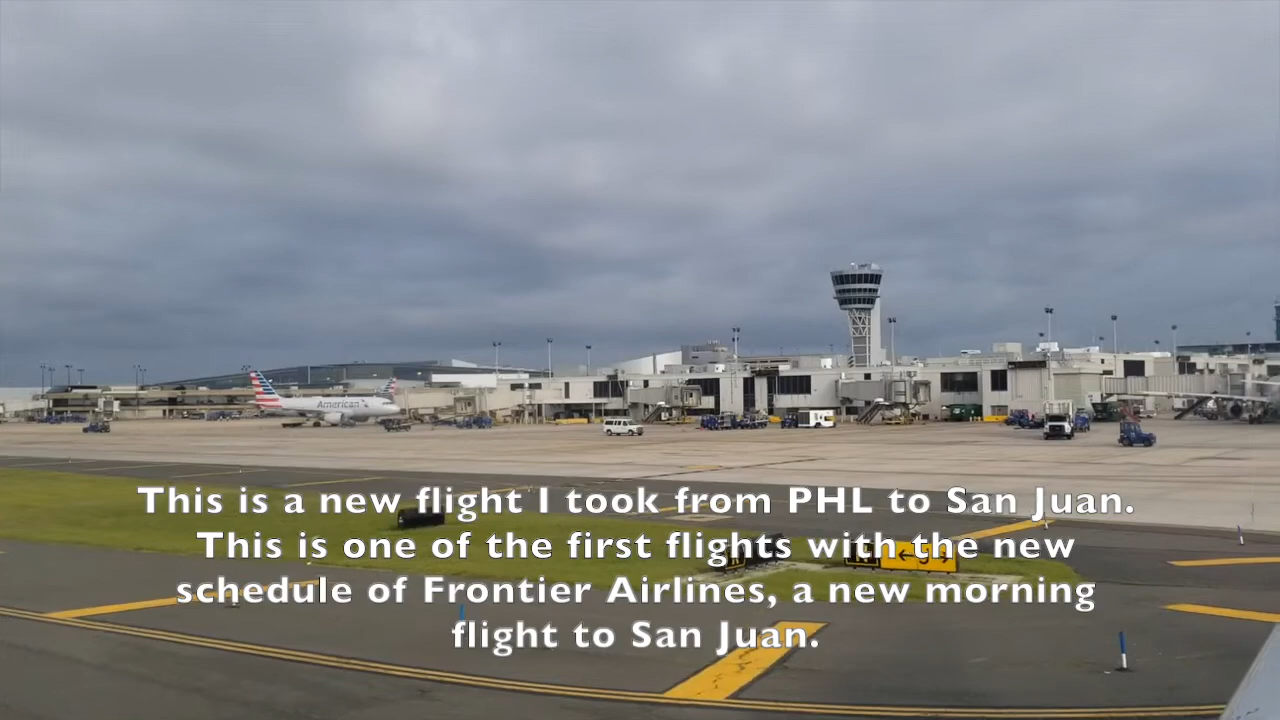 American
This is a new flight I took from PHL to San Juan.
This is one of the first flights with the new
schedule of Frontier Airlines, a new morning
flight to San Juan.